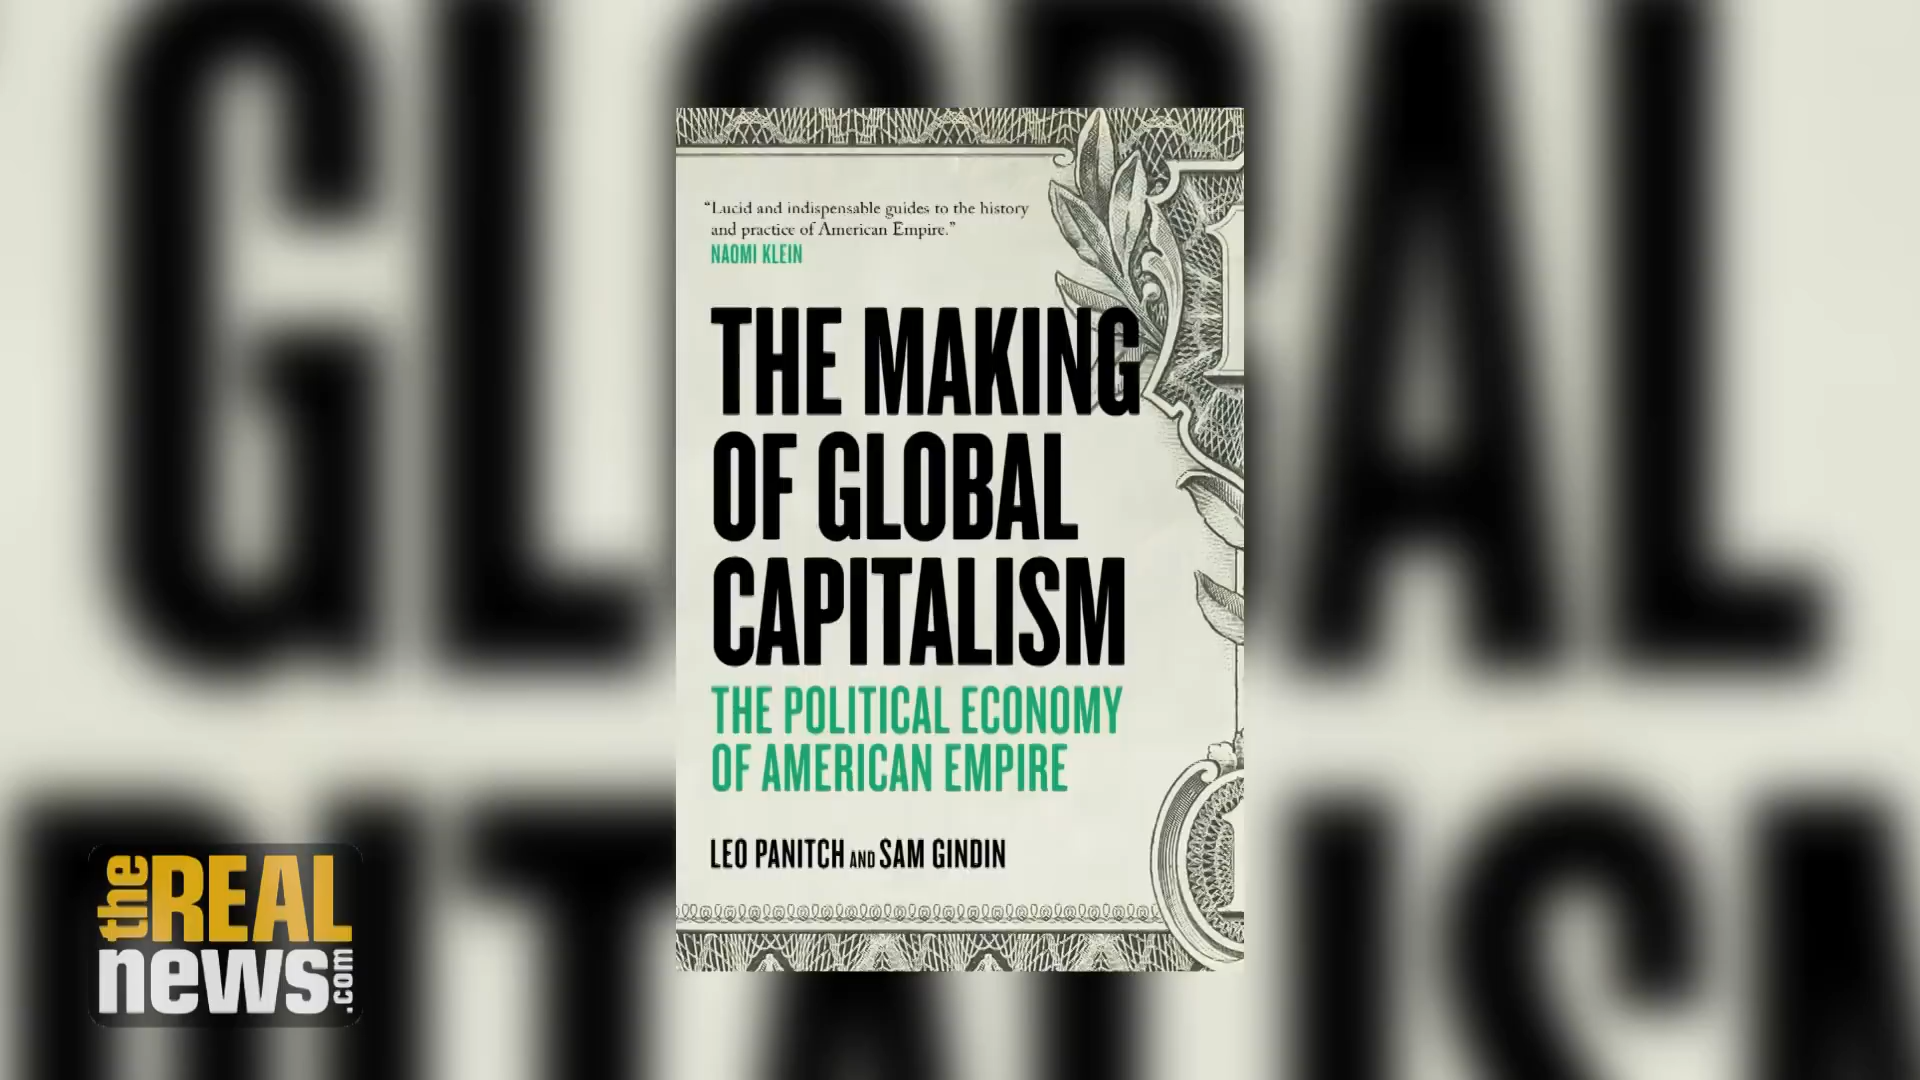 “Lucid and indispensable guides to the history
and practice of American Empire.”
NAOMI KLEIN
THE MAKING
OF GLOBAL
CAPITALISM
THE POLITICAL ECONOMY
OF AMERICAN EMPIRE
LEO PANITCH AND SAM GINDIN
the REAL
news.com